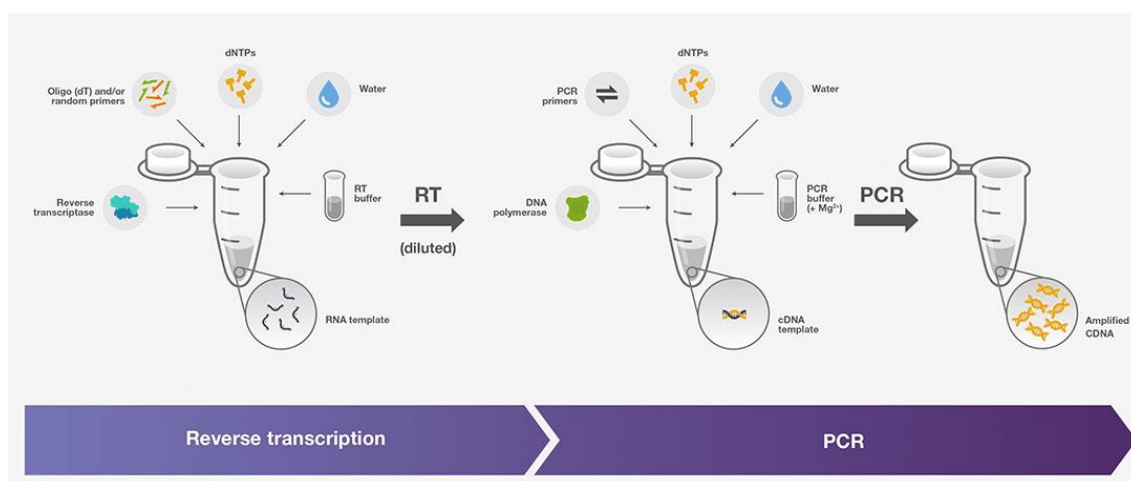 dNTPs
Oligo (dT) and/or
random primers
Water
Reverse
transcriptase
RT
buffer
RNA template
RT
(diluted)
dNTPs
PCR
primers
Water
DNA
polymerase
PCR
buffer
(+ Mg²⁺)
cDNA
template
PCR
Amplified
CDNA
Reverse transcription
PCR